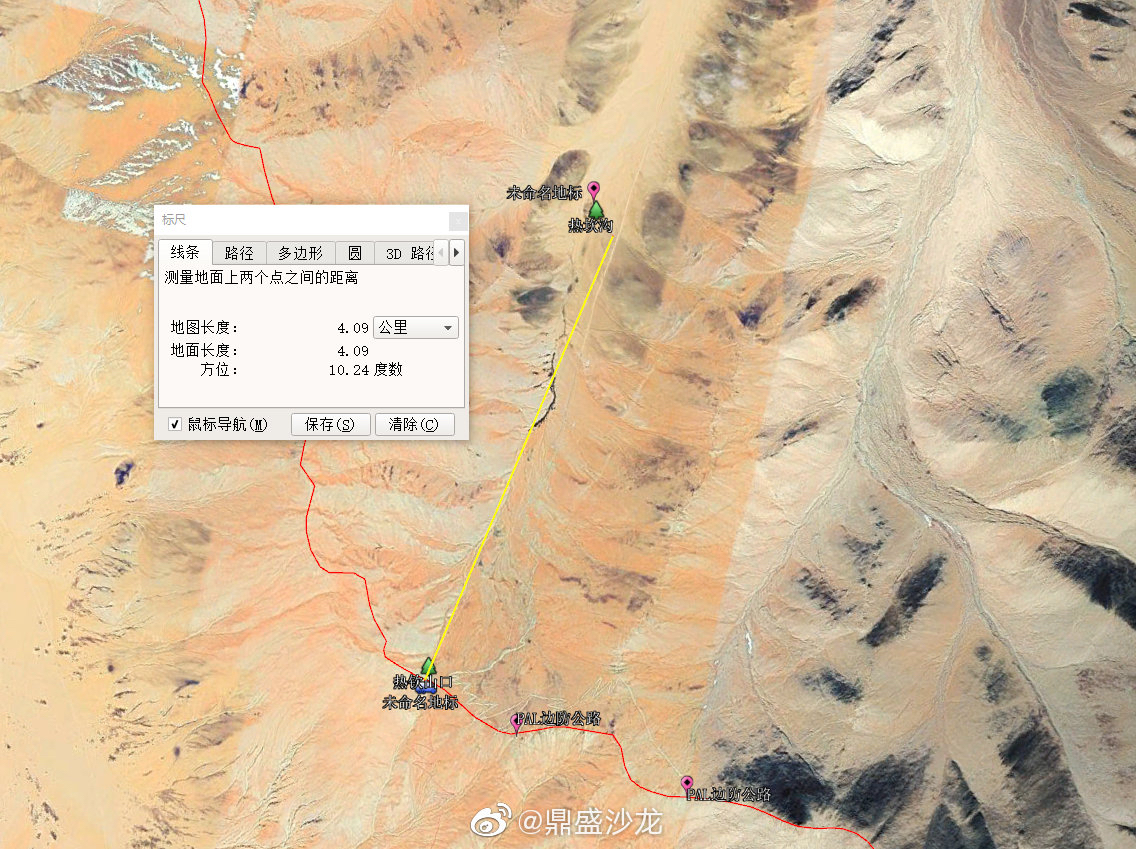 未命名地标
热坎沟
标尺
线条 路径 多边形 圆 3D 路径
测量地面上两个点之间的距离
地图长度: 4.09 公里
地面长度: 4.09
方位: 10.24 度数
鼠标导航(M) 保存(S) 清除(C)
热钦山口
未命名地标
PAL边防公路
PAL边防公路
@鼎盛沙龙